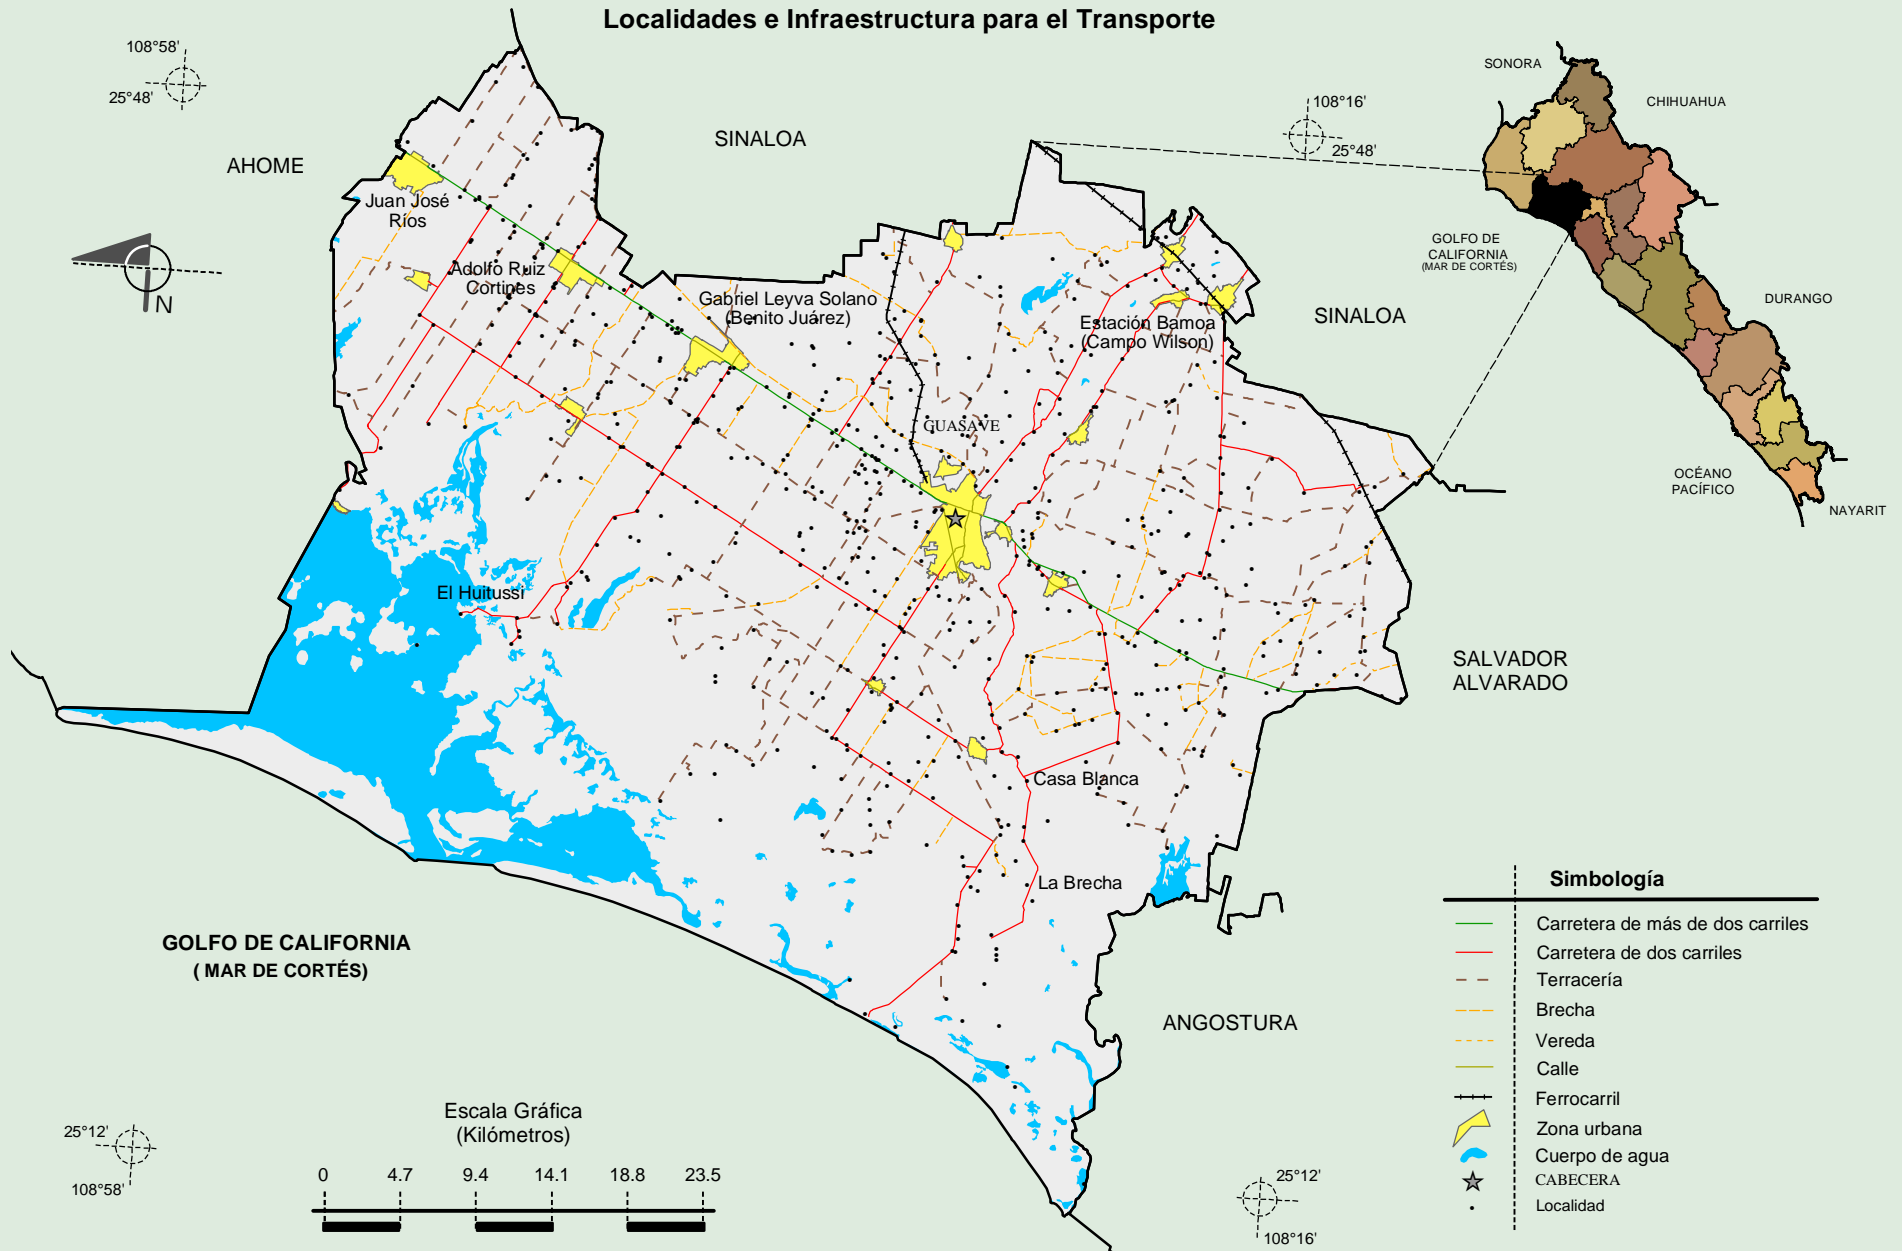 Localidades e Infraestructura para el Transporte
108°58'
25°48'
SONORA
CHIHUAHUA
108°16'
25°48'
SINALOA
AHOME
Juan José
Ríos
GOLFO DE
CALIFORNIA
(MAR DE CORTÉS)
Adolfo Ruiz
Cortines
N
Gabriel Leyva Solano
(Benito Juárez)
DURANGO
SINALOA
Estación Bamoa
(Campo Wilson)
GUASAVE
OCÉANO
PACÍFICO
NAYARIT
El Huitussi
SALVADOR
ALVARADO
Casa Blanca
La Brecha
GOLFO DE CALIFORNIA
( MAR DE CORTÉS)
ANGOSTURA
Simbología
Carretera de más de dos carriles
Carretera de dos carriles
Terracería
Brecha
Vereda
Calle
Ferrocarril
Zona urbana
Cuerpo de agua
CABECERA
Localidad
Escala Gráfica
(Kilómetros)
0 4.7 9.4 14.1 18.8 23.5
25°12'
108°58'
25°12'
108°16'